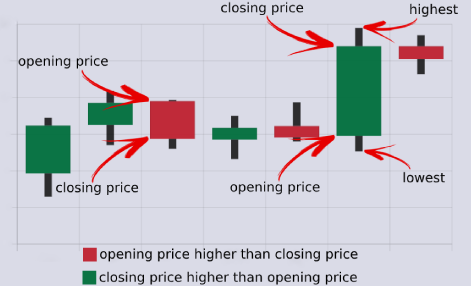 closing price
highest
opening price
closing price
opening price
lowest
opening price higher than closing price
closing price higher than opening price